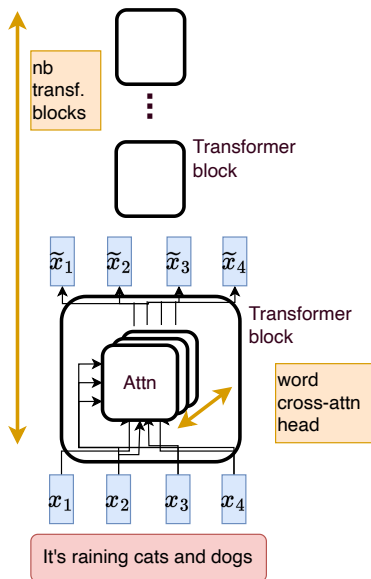 nb
transf.
blocks
Transformer
block
x̃₁ x̃₂ x̃₃ x̃₄
Transformer
block
Attn
word
cross-attn
head
x₁ x₂ x₃ x₄
It's raining cats and dogs